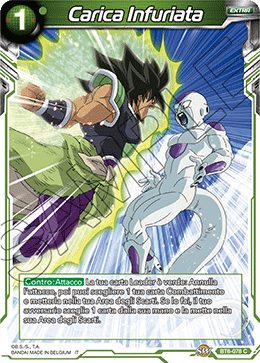 1
Carica Infuriata
EXTRA
Contro: Attacco La tua carta Leader è verde: Annulla
l'attacco, poi puoi scegliere 1 tua carta Combattimento
e metterla nella tua Area degli Scarti. Se lo fai, il tuo
avversario sceglie 1 carta dalla sua mano e la mette nella
sua Area degli Scarti.
©B.S./S., T.A.
BANDAI MADE IN BELGIUM IT
BT6-078 C